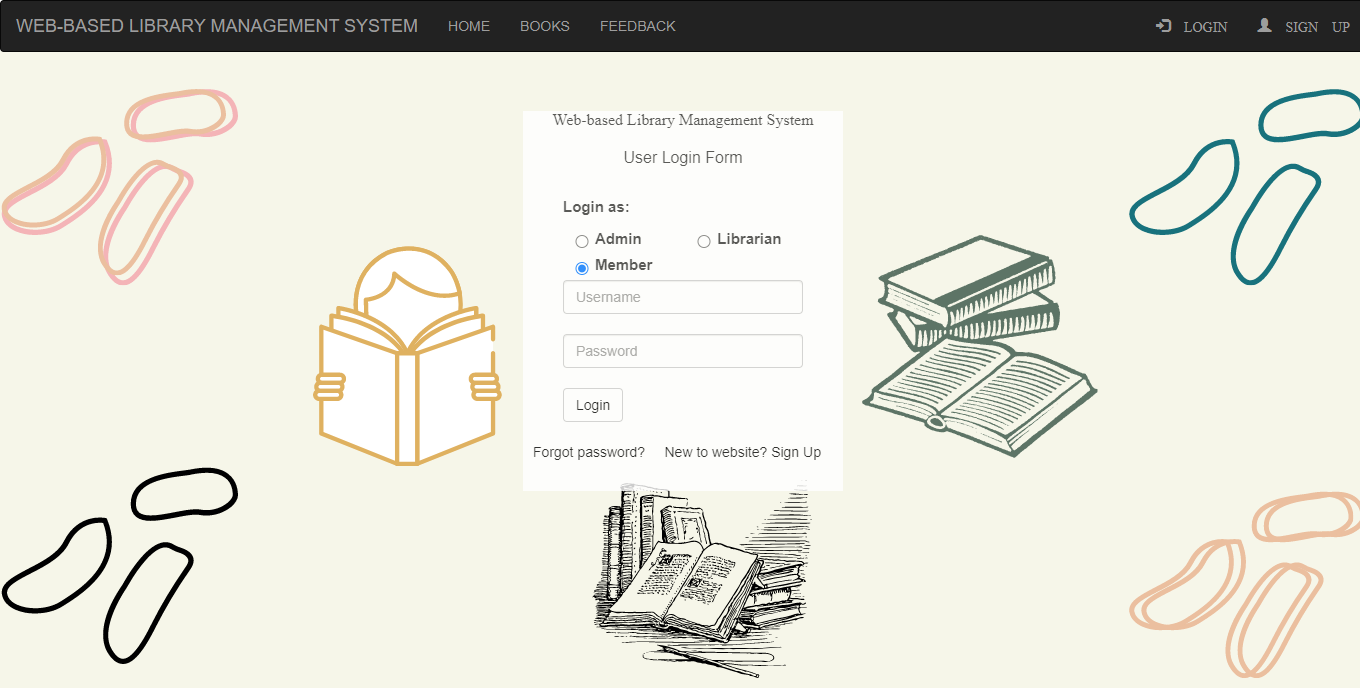 WEB-BASED LIBRARY MANAGEMENT SYSTEM HOME BOOKS FEEDBACK LOGIN SIGN UP
Web-based Library Management System
User Login Form
Login as:
Admin Librarian
Member
Username
Password
Login
Forgot password? New to website? Sign Up